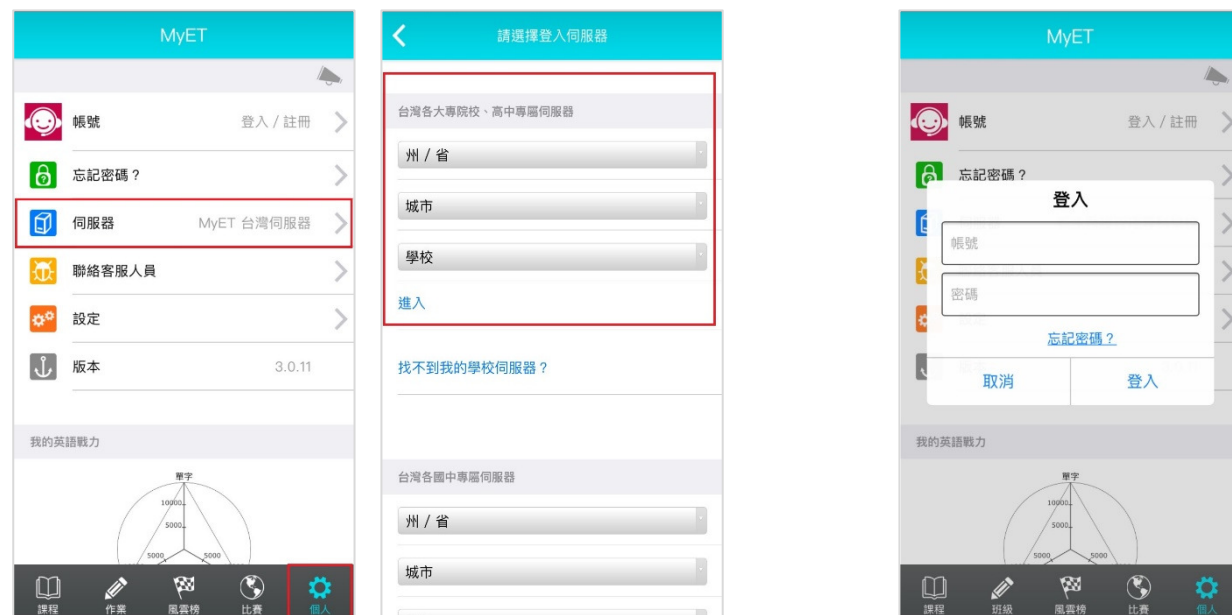 MyET
帳號 登入 / 註冊
忘記密碼？
伺服器 MyET 台灣伺服器
聯絡客服人員
設定
版本 3.0.11
我的英語戰力
單字
10000
5000
5000 5000
課程 作業 風雲榜 比賽 個人
請選擇登入伺服器
台灣各大專院校、高中專屬伺服器
州 / 省
城市
學校
進入
找不到我的學校伺服器？
台灣各國中專屬伺服器
州 / 省
城市
MyET
帳號 登入 / 註冊
忘記密碼？
登入
帳號
密碼
忘記密碼？
取消 登入
我的英語戰力
單字
10000
5000
5000 5000
課程 班級 風雲榜 比賽 個人